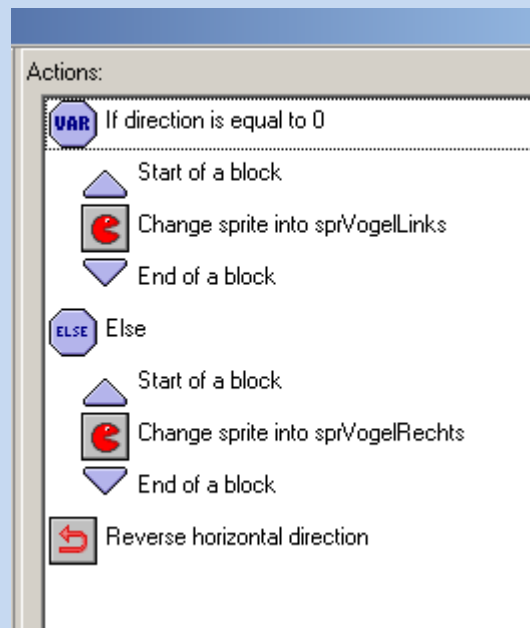 Actions:
VAR If direction is equal to 0
Start of a block
Change sprite into sprVogelLinks
End of a block
ELSE Else
Start of a block
Change sprite into sprVogelRechts
End of a block
Reverse horizontal direction